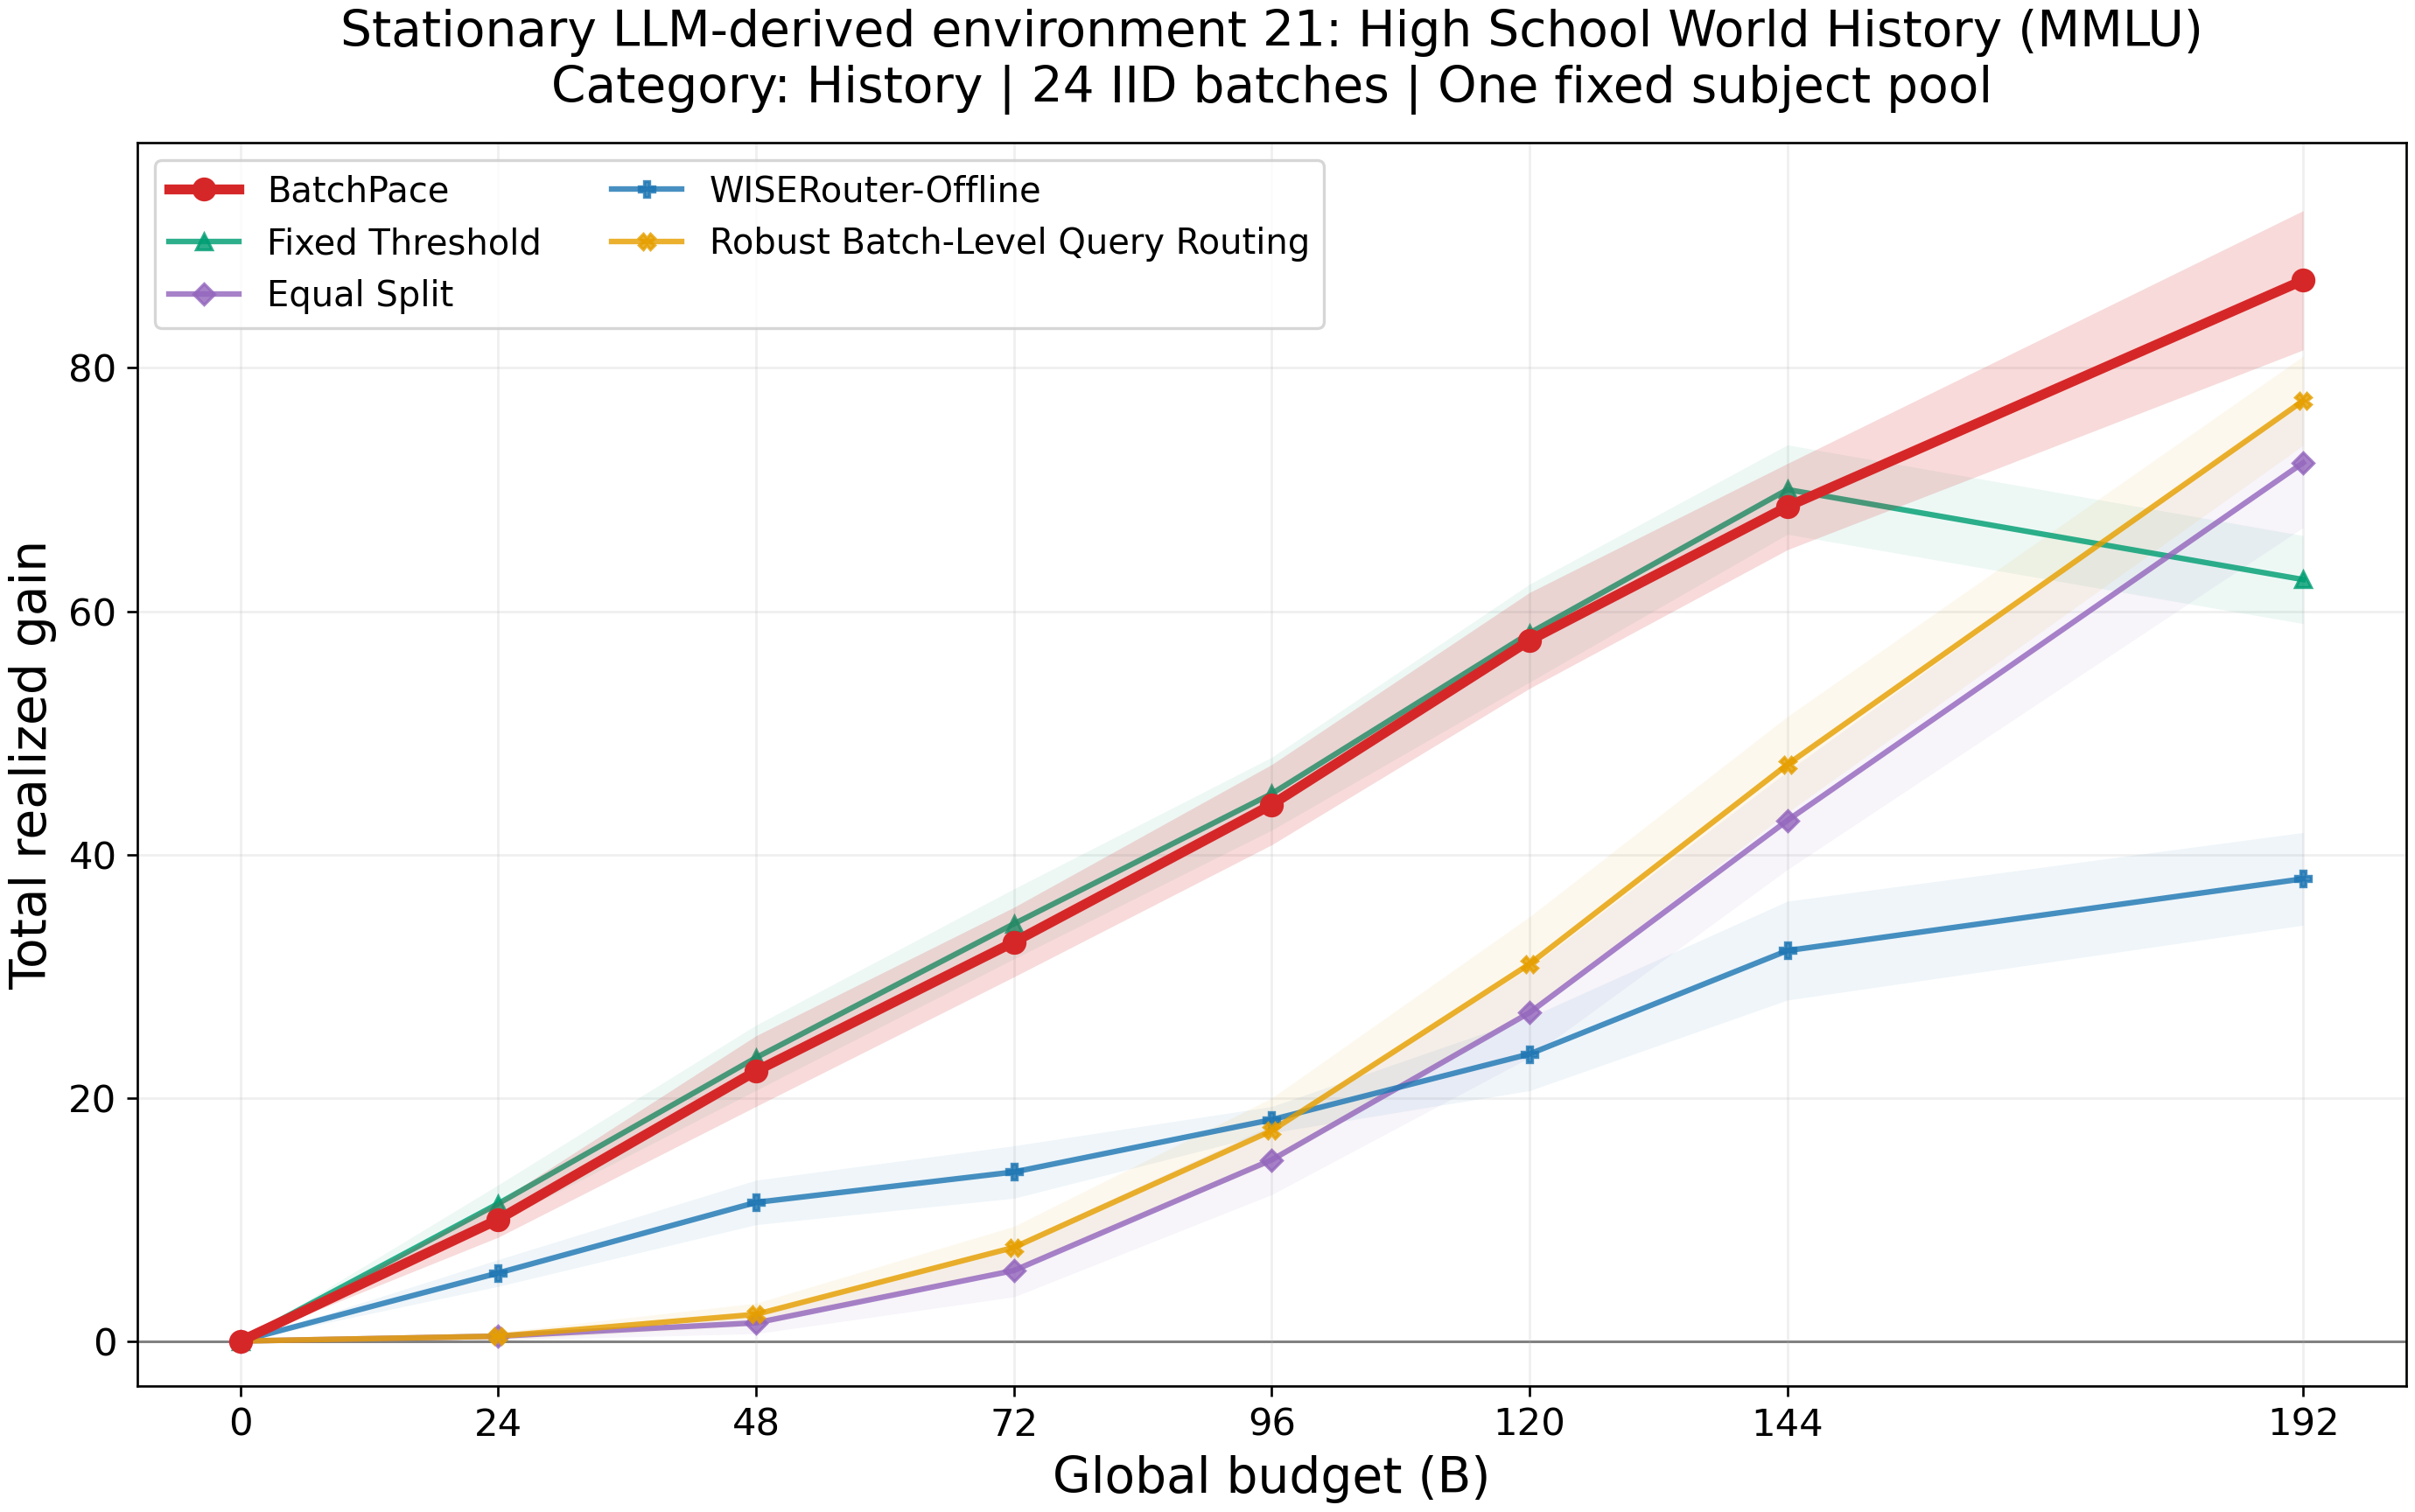 Stationary LLM-derived environment 21: High School World History (MMLU)
Category: History | 24 IID batches | One fixed subject pool
BatchPace
Fixed Threshold
Equal Split
WISERouter-Offline
Robust Batch-Level Query Routing
Total realized gain
80
60
40
20
0
0 24 48 72 96 120 144 192
Global budget (B)